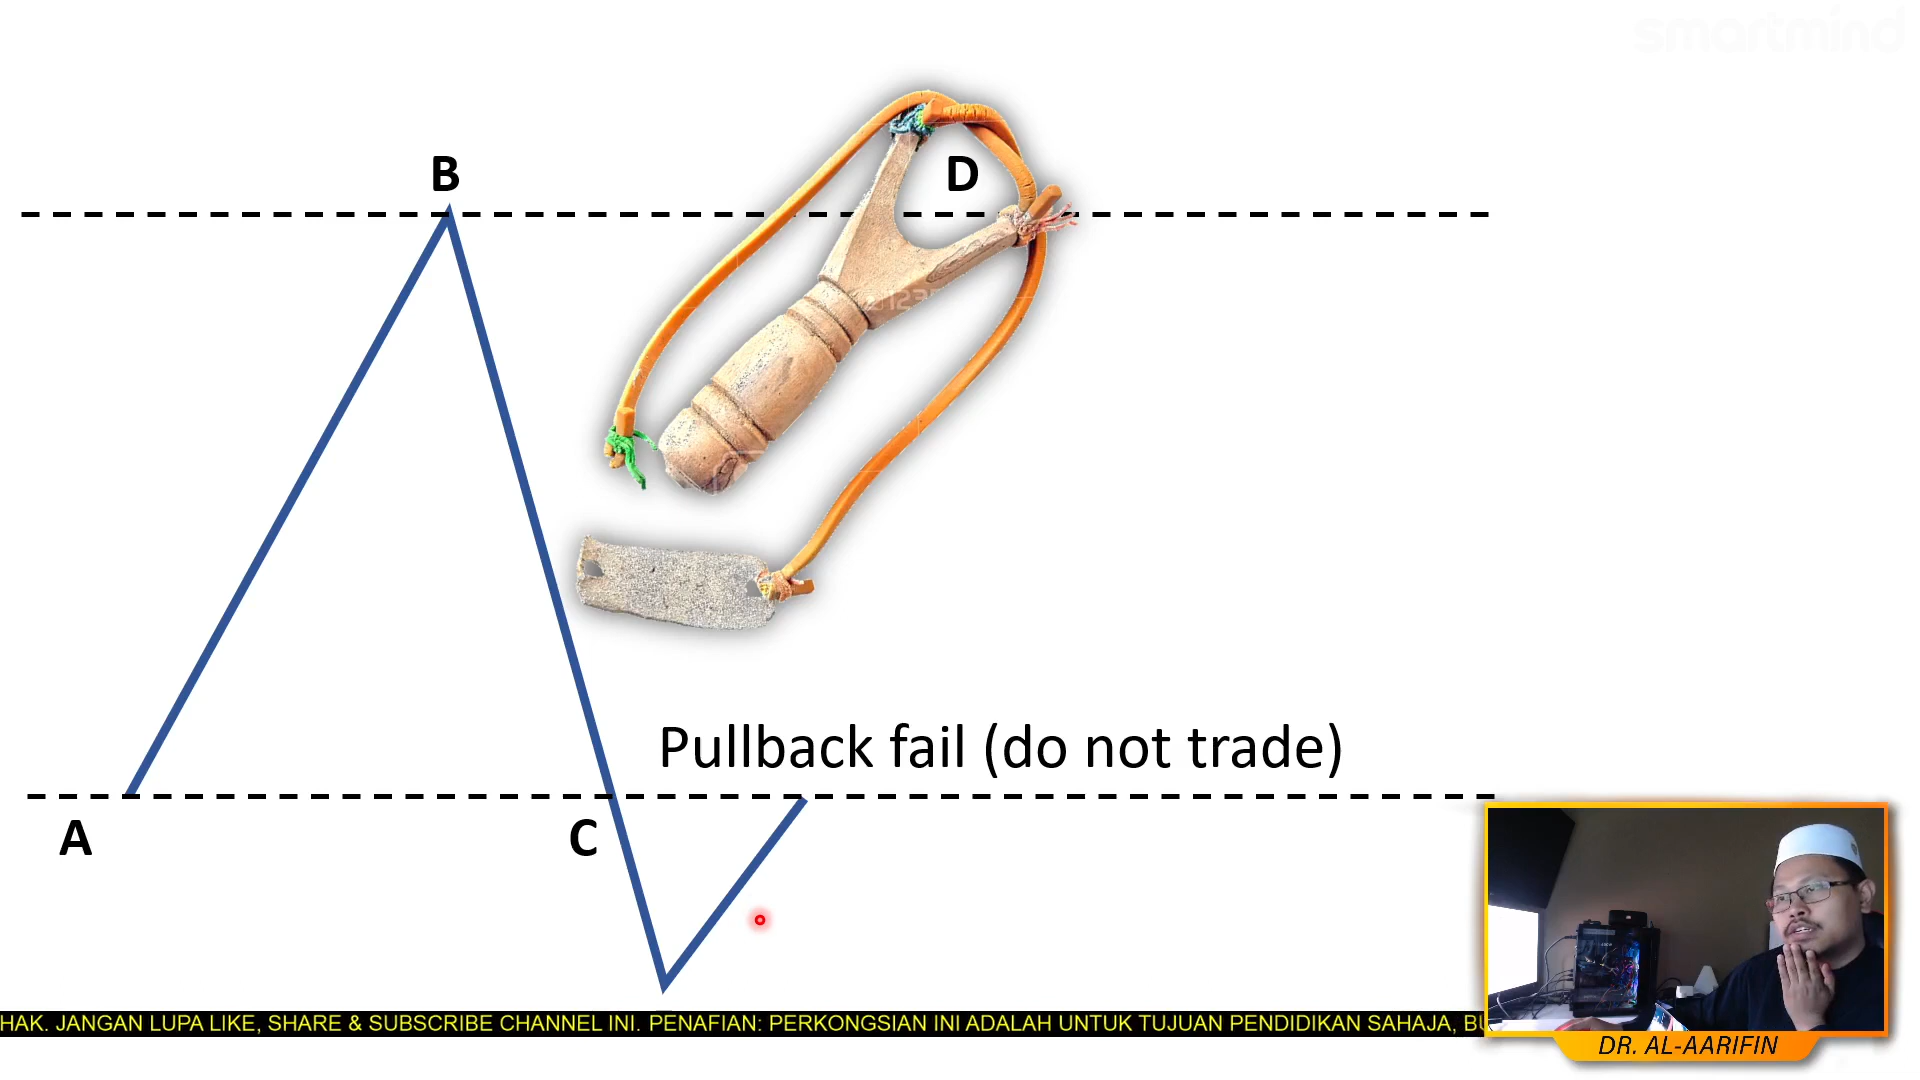 smartmind
B
D
Pullback fail (do not trade)
A
C
HAK. JANGAN LUPA LIKE, SHARE & SUBSCRIBE CHANNEL INI. PENAFIAN: PERKONGSIAN INI ADALAH UNTUK TUJUAN PENDIDIKAN SAHAJA,
DR. AL-AARIFIN